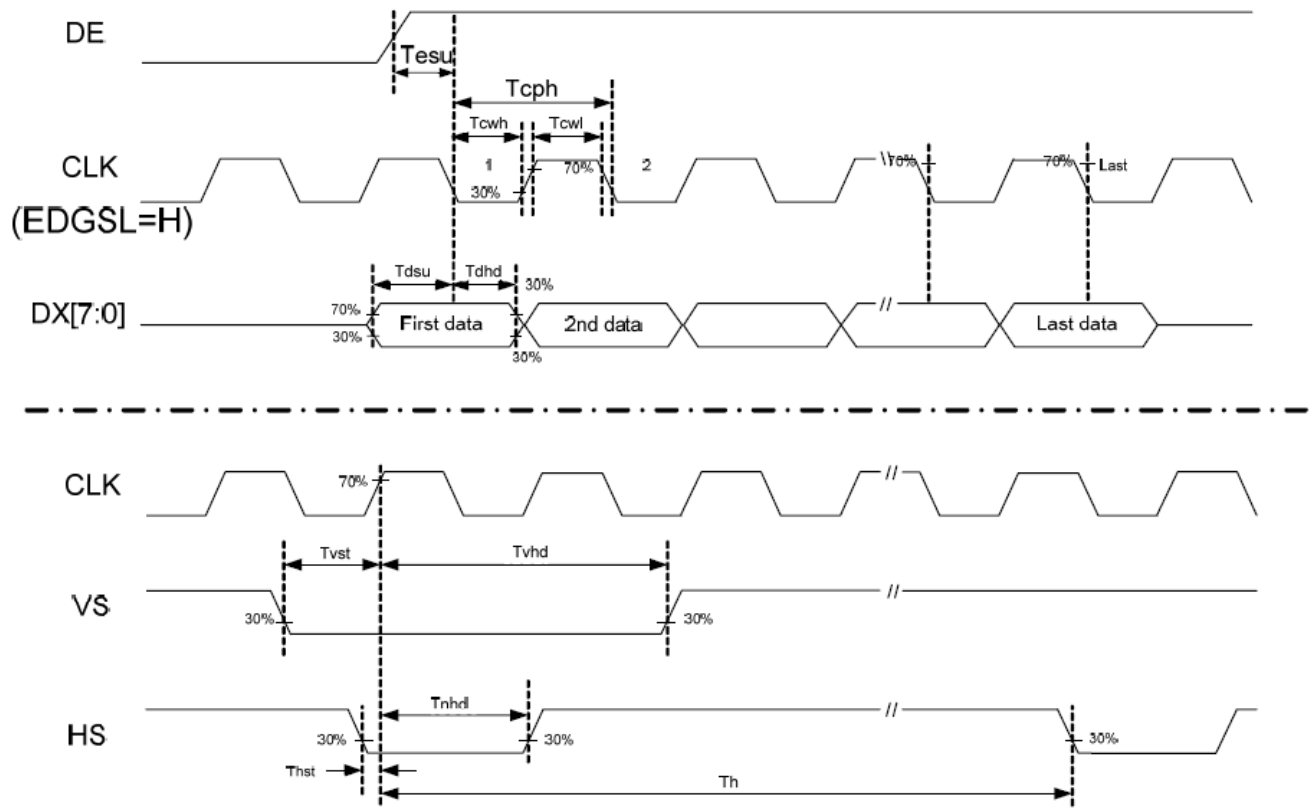 DE
Tesu
Tcph
Tcwh
Tcwl
CLK
(EDGSL=H)
1
70%
30%
2
\\
70%
70%
Last
Tdsu
Tdhd
30%
DX[7:0]
70%
30%
First data
2nd data
//
Last data
30%
CLK
70%
//
Tvst
Tvhd
VS
30%
30%
//
HS
30%
Thhd
30%
//
30%
Thst
Th